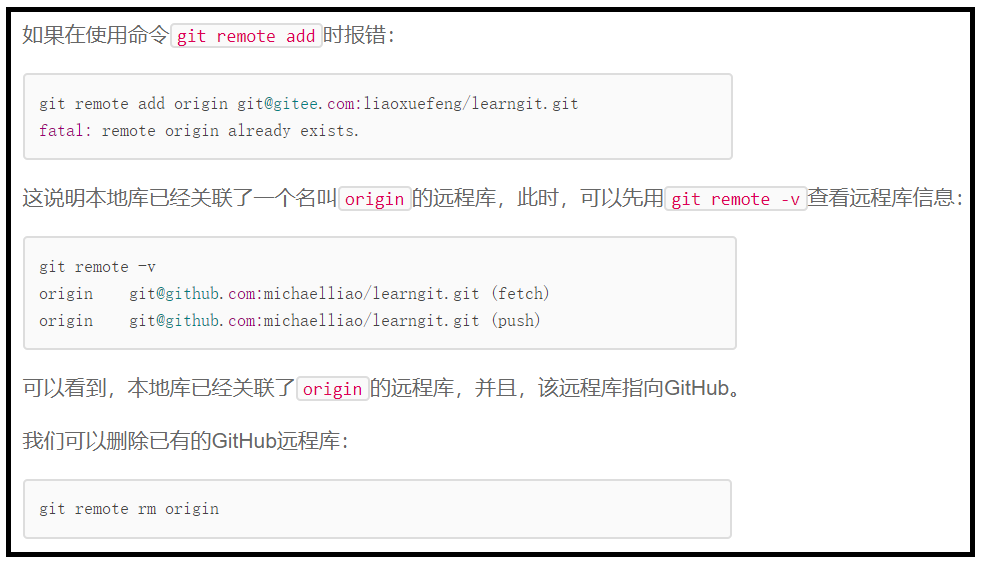 如果在使用命令git remote add时报错：
git remote add origin git@gitee.com:liaoxuefeng/learngit.git
fatal: remote origin already exists.
这说明本地库已经关联了一个名叫origin的远程库，此时，可以先用git remote -v查看远程库信息：
git remote -v
origin    git@github.com:michaelliao/learngit.git (fetch)
origin    git@github.com:michaelliao/learngit.git (push)
可以看到，本地库已经关联了origin的远程库，并且，该远程库指向GitHub。
我们可以删除已有的GitHub远程库：
git remote rm origin